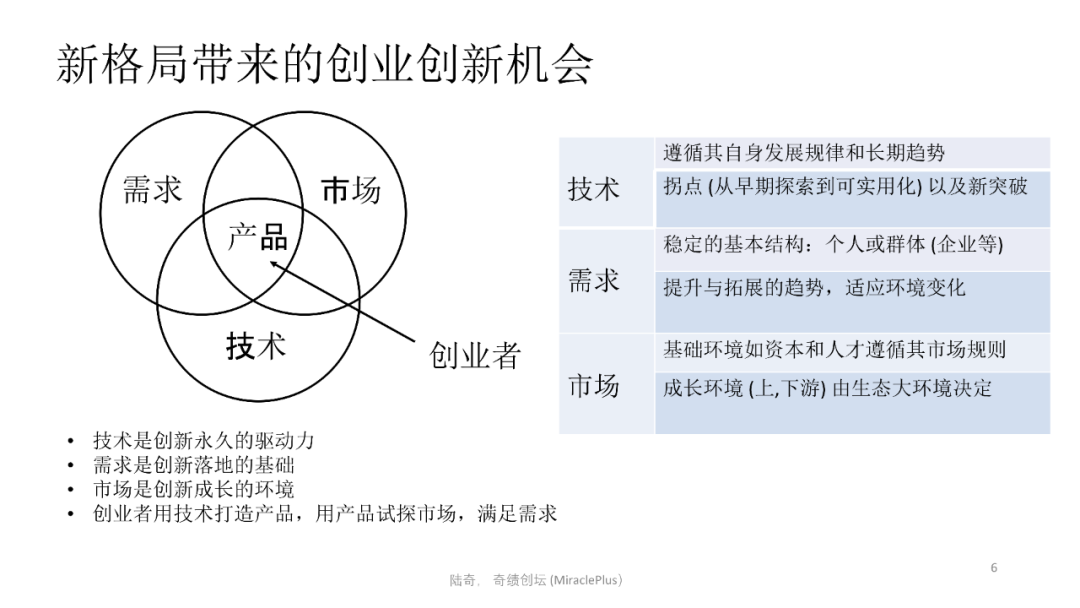 新格局带来的创业创新机会
需求
市场
产品
技术
创业者
• 技术是创新永久的驱动力
• 需求是创新落地的基础
• 市场是创新成长的环境
• 创业者用技术打造产品，用产品试探市场，满足需求
技术
遵循其自身发展规律和长期趋势
拐点 (从早期探索到可实用化) 以及新突破
需求
稳定的基本结构：个人或群体 (企业等)
提升与拓展的趋势，适应环境变化
市场
基础环境如资本和人才遵循其市场规则
成长环境 (上,下游) 由生态大环境决定
陆奇， 奇绩创坛 (MiraclePlus）
6